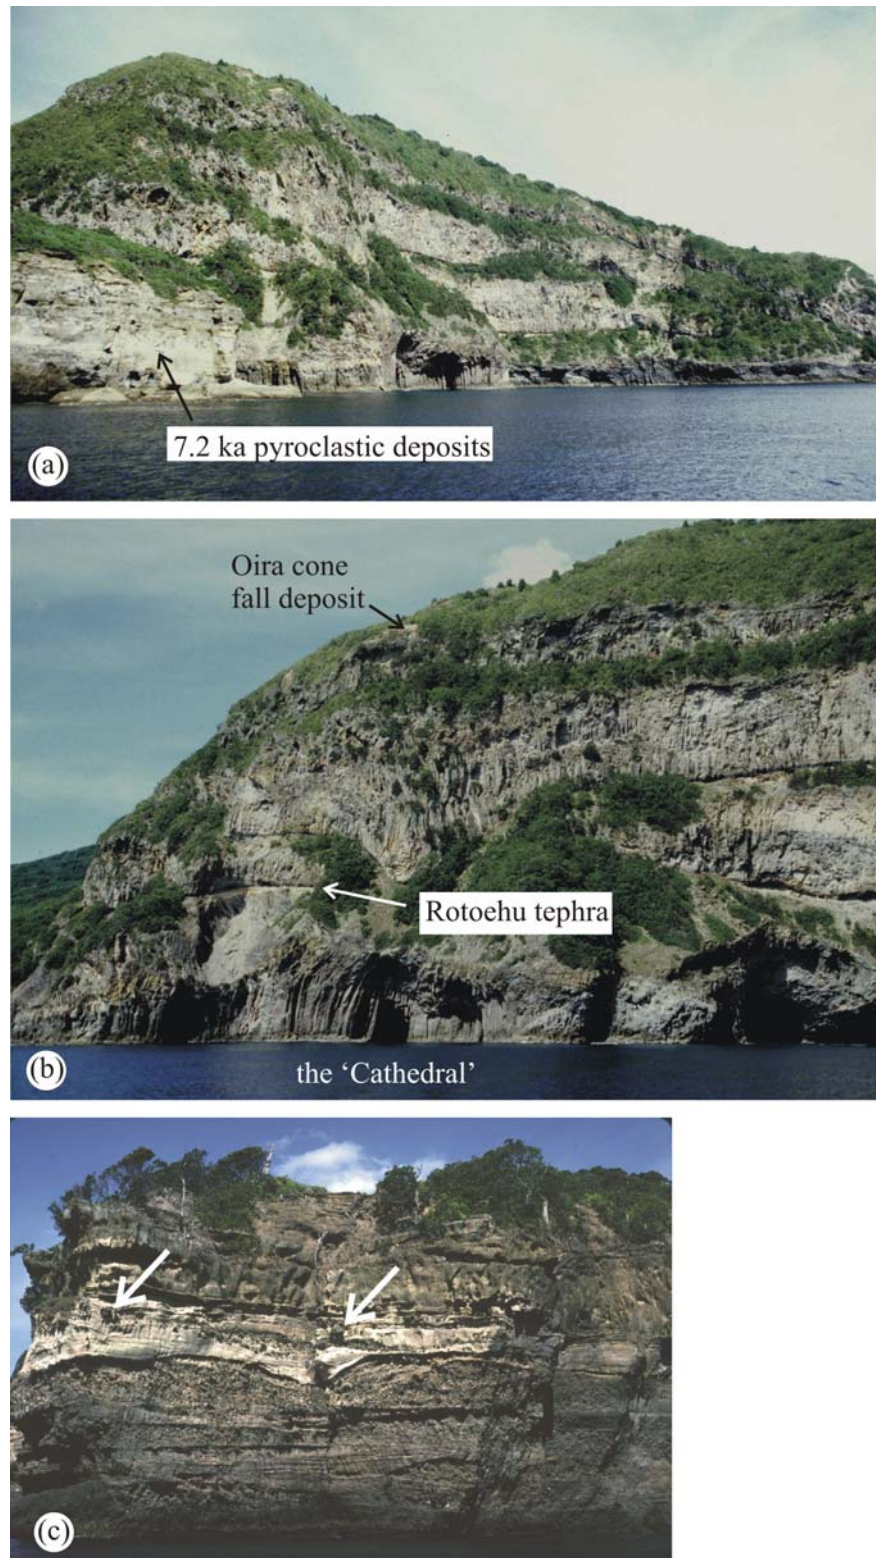 7.2 ka pyroclastic deposits
(a)
Oira cone
fall deposit
Rotoehu tephra
(b)
the ‘Cathedral’
(c)